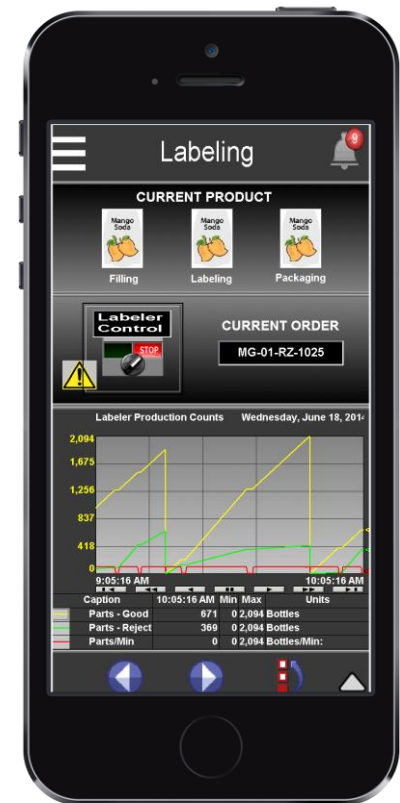 Labeling
9
CURRENT PRODUCT
Mango Soda
Mango Soda
Mango Soda
Filling
Labeling
Packaging
Labeler Control
STOP
CURRENT ORDER
MG-01-RZ-1025
Labeler Production Counts Wednesday, June 18, 2014
2,094
1,675
1,256
837
418
0
9:05:16 AM 10:05:16 AM
Caption 10:05:16 AM Min Max Units
Parts - Good 671 0 2,094 Bottles
Parts - Reject 369 0 2,094 Bottles
Parts/Min 0 0 2,094 Bottles/Min: